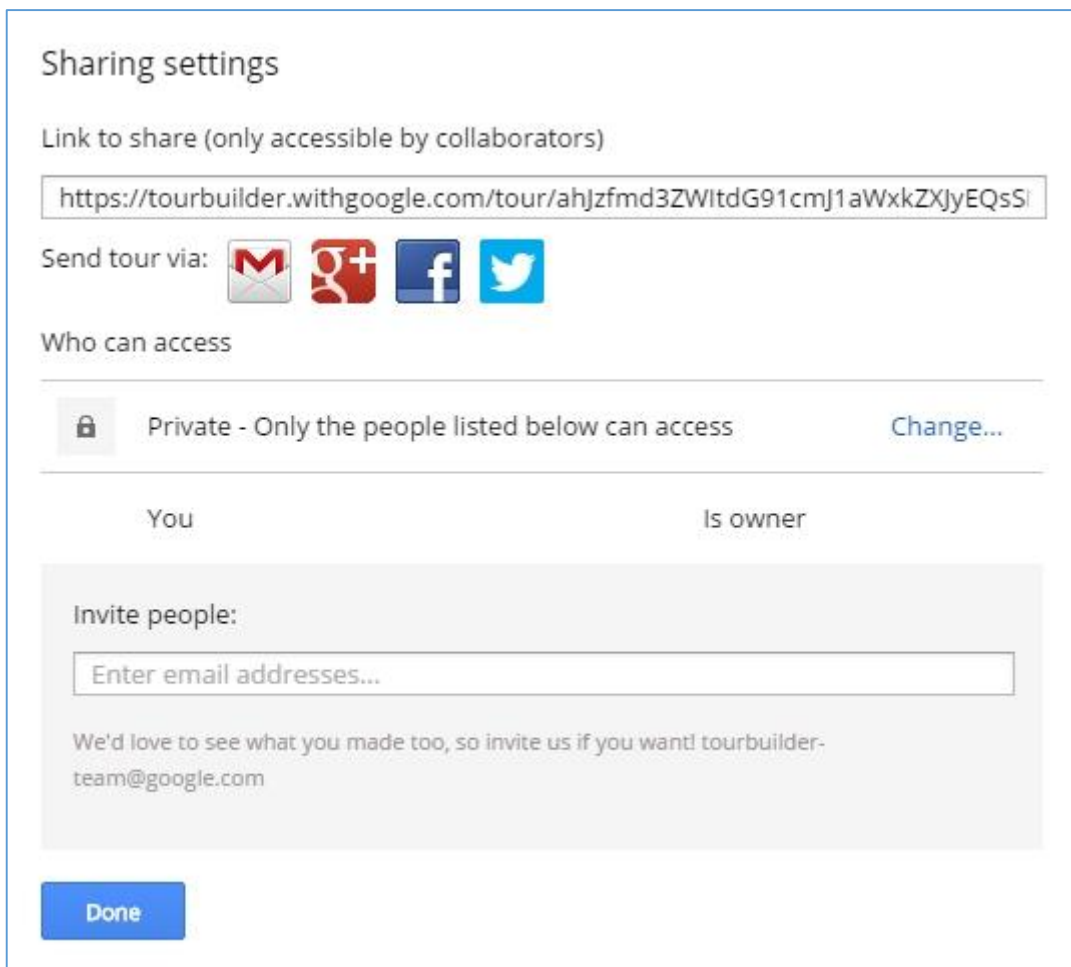 Sharing settings
Link to share (only accessible by collaborators)
https://tourbuilder.withgoogle.com/tour/ahJzfmd3ZWItdG91cmJ1aWxkZXJyEQsS
Send tour via: M g+ f
Who can access
Private - Only the people listed below can access Change...
You Is owner
Invite people:
Enter email addresses...
We'd love to see what you made too, so invite us if you want! tourbuilder-
team@google.com
Done